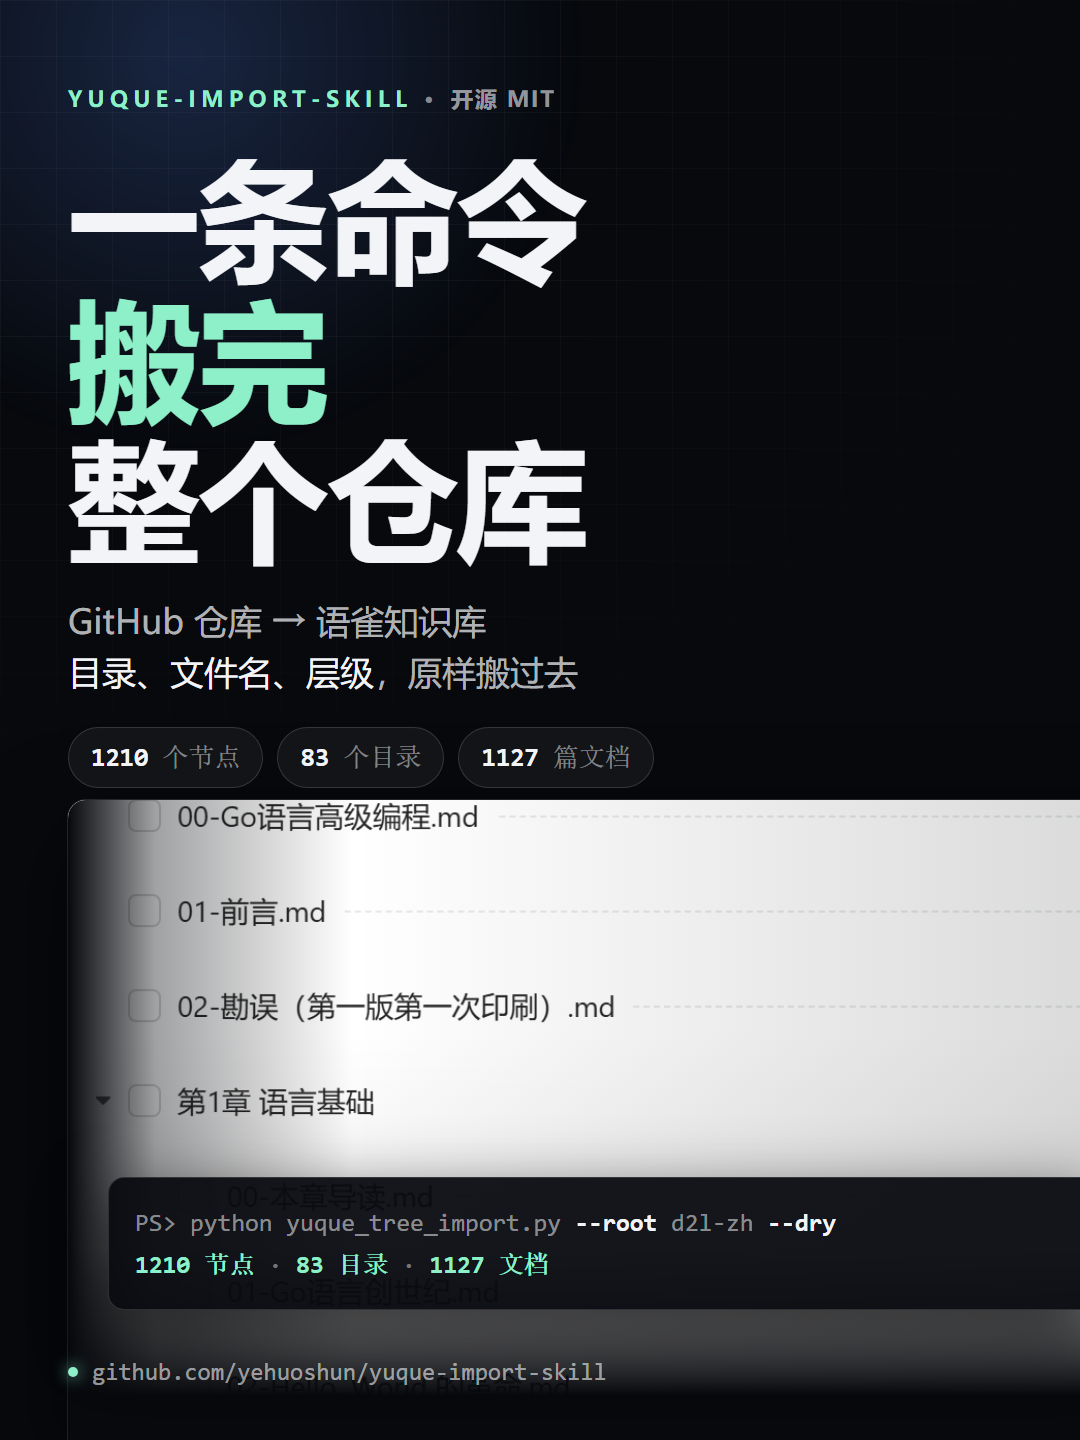 YUQUE-IMPORT-SKILL • 开源 MIT
一条命令
搬完
整个仓库
GitHub 仓库 → 语雀知识库
目录、文件名、层级，原样搬过去
1210 个节点 83 个目录 1127 篇文档
00-Go语言高级编程.md
01-前言.md
02-勘误（第一版第一次印刷）.md
第1章 语言基础
00-本章导读.md
PS> python yuque_tree_import.py --root d2l-zh --dry
1210 节点 · 83 目录 · 1127 文档
01-Go语言创世纪.md
github.com/yehuoshun/yuque-import-skill